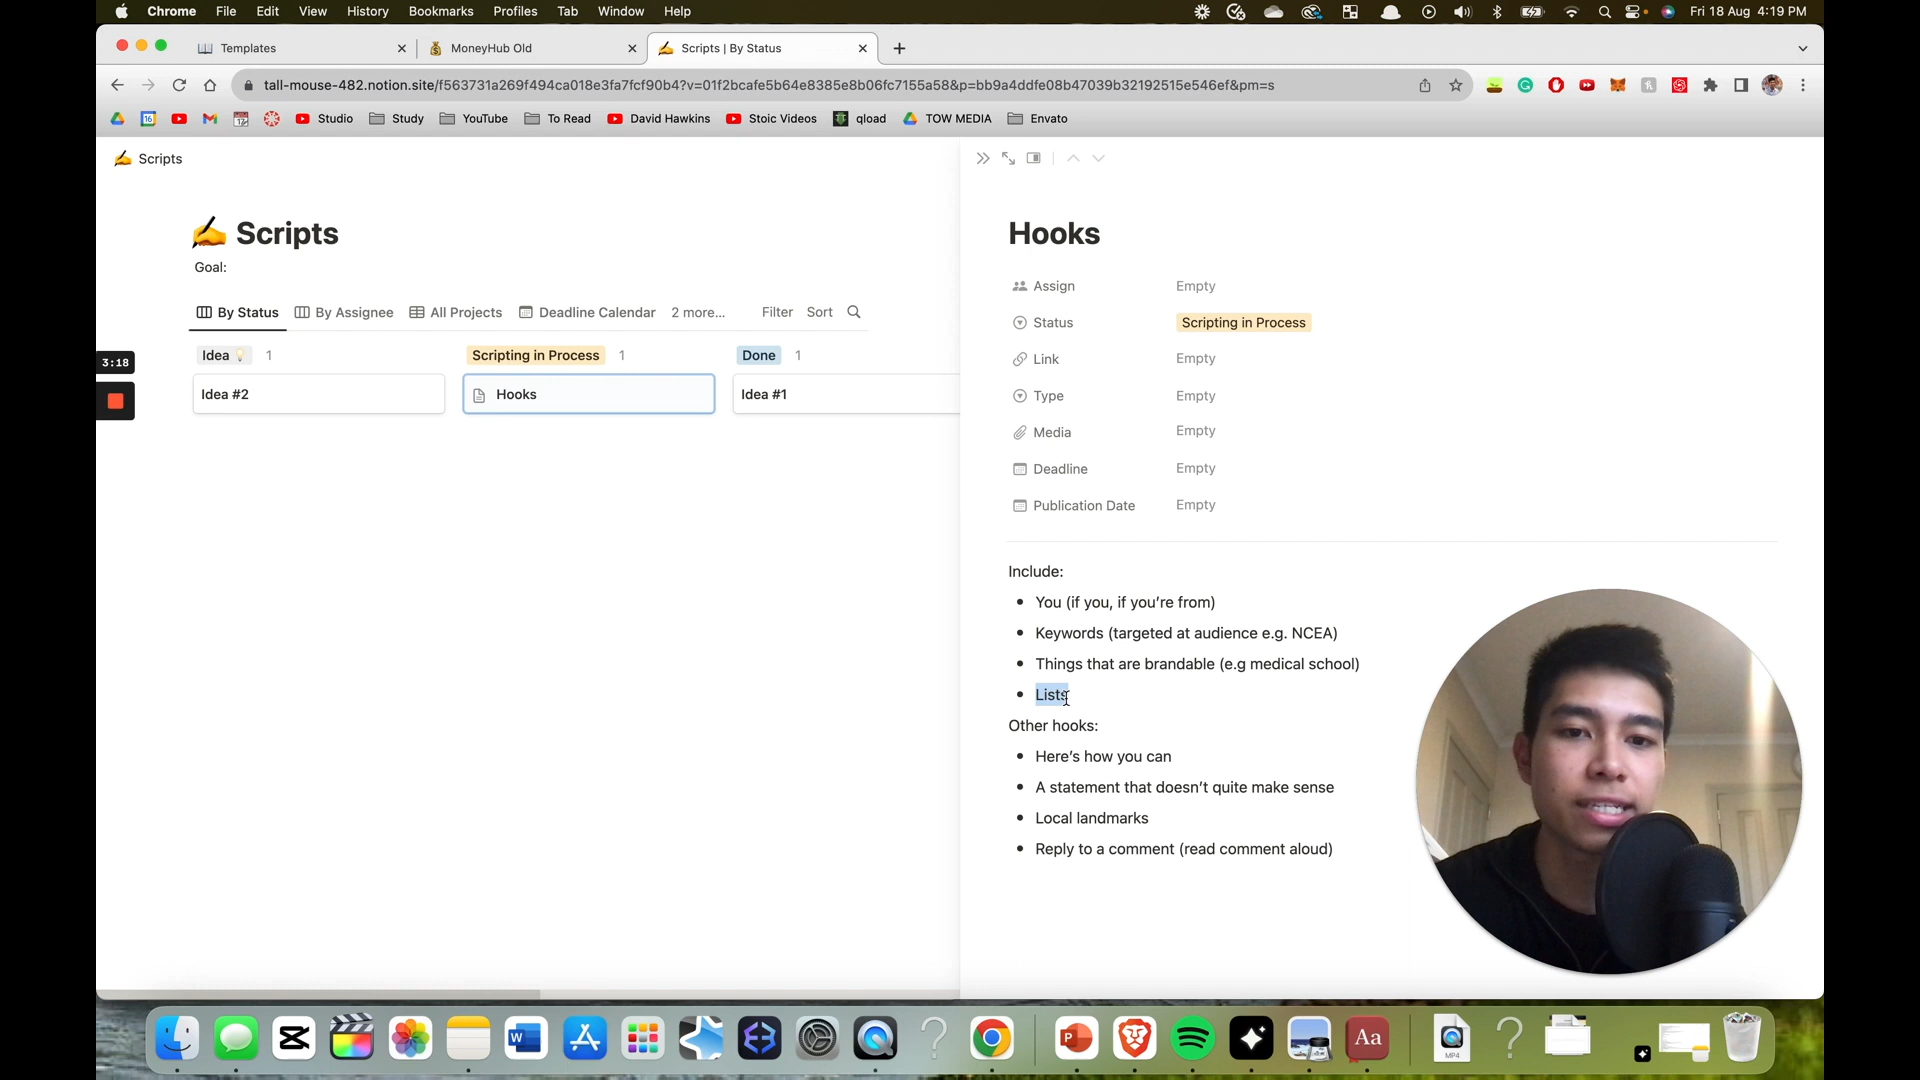 Chrome File Edit View History Bookmarks Profiles Tab Window Help Fri 18 Aug 4:19 PM
Templates MoneyHub Old Scripts | By Status
tall-mouse-482.notion.site/f563731a269f494ca018e3fa7fcf90b4?v=01f2bcafe5b64e8385e8b06fc7155a58&p=bb9a4ddfe08b47039b32192515e546ef&pm=s
Studio Study YouTube To Read David Hawkins Stoic Videos qload TOW MEDIA Envato
Scripts
Scripts
Goal:
By Status By Assignee All Projects Deadline Calendar 2 more... Filter Sort
Idea 1 Scripting in Process 1 Done 1
Idea #2 Hooks Idea #1
3:18
Hooks
Assign Empty
Status Scripting in Process
Link Empty
Type Empty
Media Empty
Deadline Empty
Publication Date Empty
Include:
• You (if you, if you’re from)
• Keywords (targeted at audience e.g. NCEA)
• Things that are brandable (e.g medical school)
• Lists
Other hooks:
• Here’s how you can
• A statement that doesn’t quite make sense
• Local landmarks
• Reply to a comment (read comment aloud)
Aa
MP4